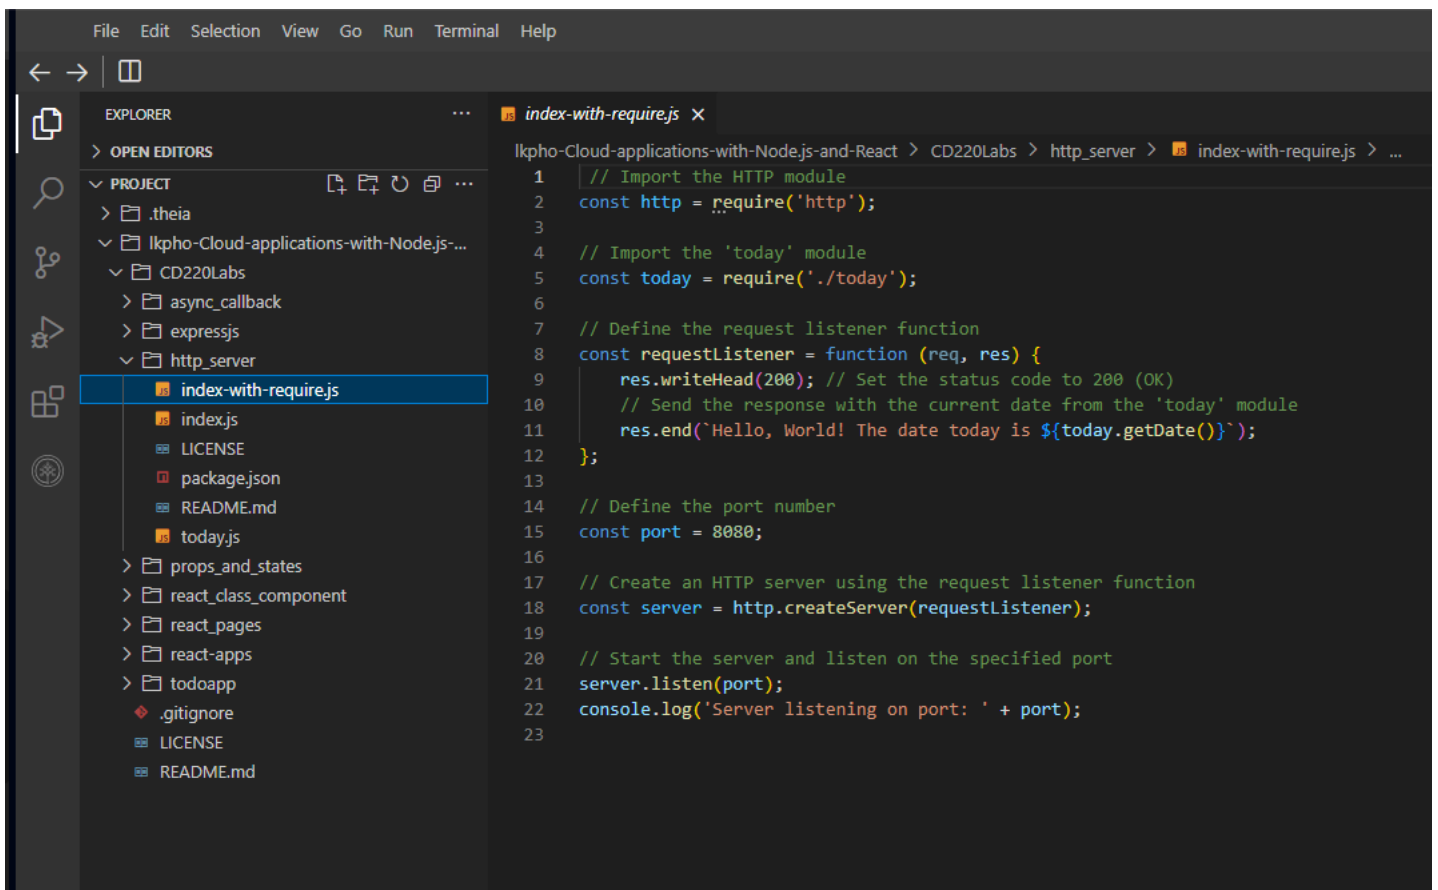 File Edit Selection View Go Run Terminal Help
EXPLORER
OPEN EDITORS
PROJECT
.theia
lkpho-Cloud-applications-with-Node.js-...
CD220Labs
async_callback
expressjs
http_server
index-with-require.js
index.js
LICENSE
package.json
README.md
today.js
props_and_states
react_class_component
react_pages
react-apps
todoapp
.gitignore
LICENSE
README.md
index-with-require.js
lkpho-Cloud-applications-with-Node.js-and-React > CD220Labs > http_server > index-with-require.js > ...
1 // Import the HTTP module
2 const http = require('http');
3
4 // Import the 'today' module
5 const today = require('./today');
6
7 // Define the request listener function
8 const requestListener = function (req, res) {
9 res.writeHead(200); // Set the status code to 200 (OK)
10 // Send the response with the current date from the 'today' module
11 res.end(`Hello, World! The date today is ${today.getDate()}`);
12 };
13
14 // Define the port number
15 const port = 8080;
16
17 // Create an HTTP server using the request listener function
18 const server = http.createServer(requestListener);
19
20 // Start the server and listen on the specified port
21 server.listen(port);
22 console.log('Server listening on port: ' + port);
23